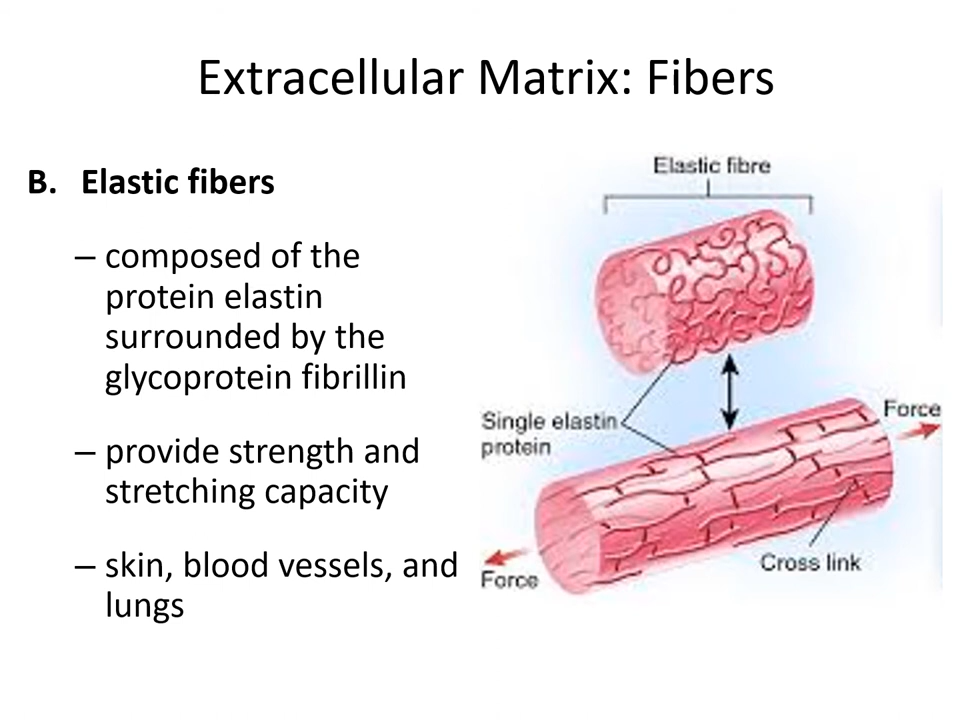 Extracellular Matrix: Fibers
B. Elastic fibers
– composed of the
protein elastin
surrounded by the
glycoprotein fibrillin
– provide strength and
stretching capacity
– skin, blood vessels, and
lungs
Elastic fibre
Single elastin
protein
Force
Cross link
Force